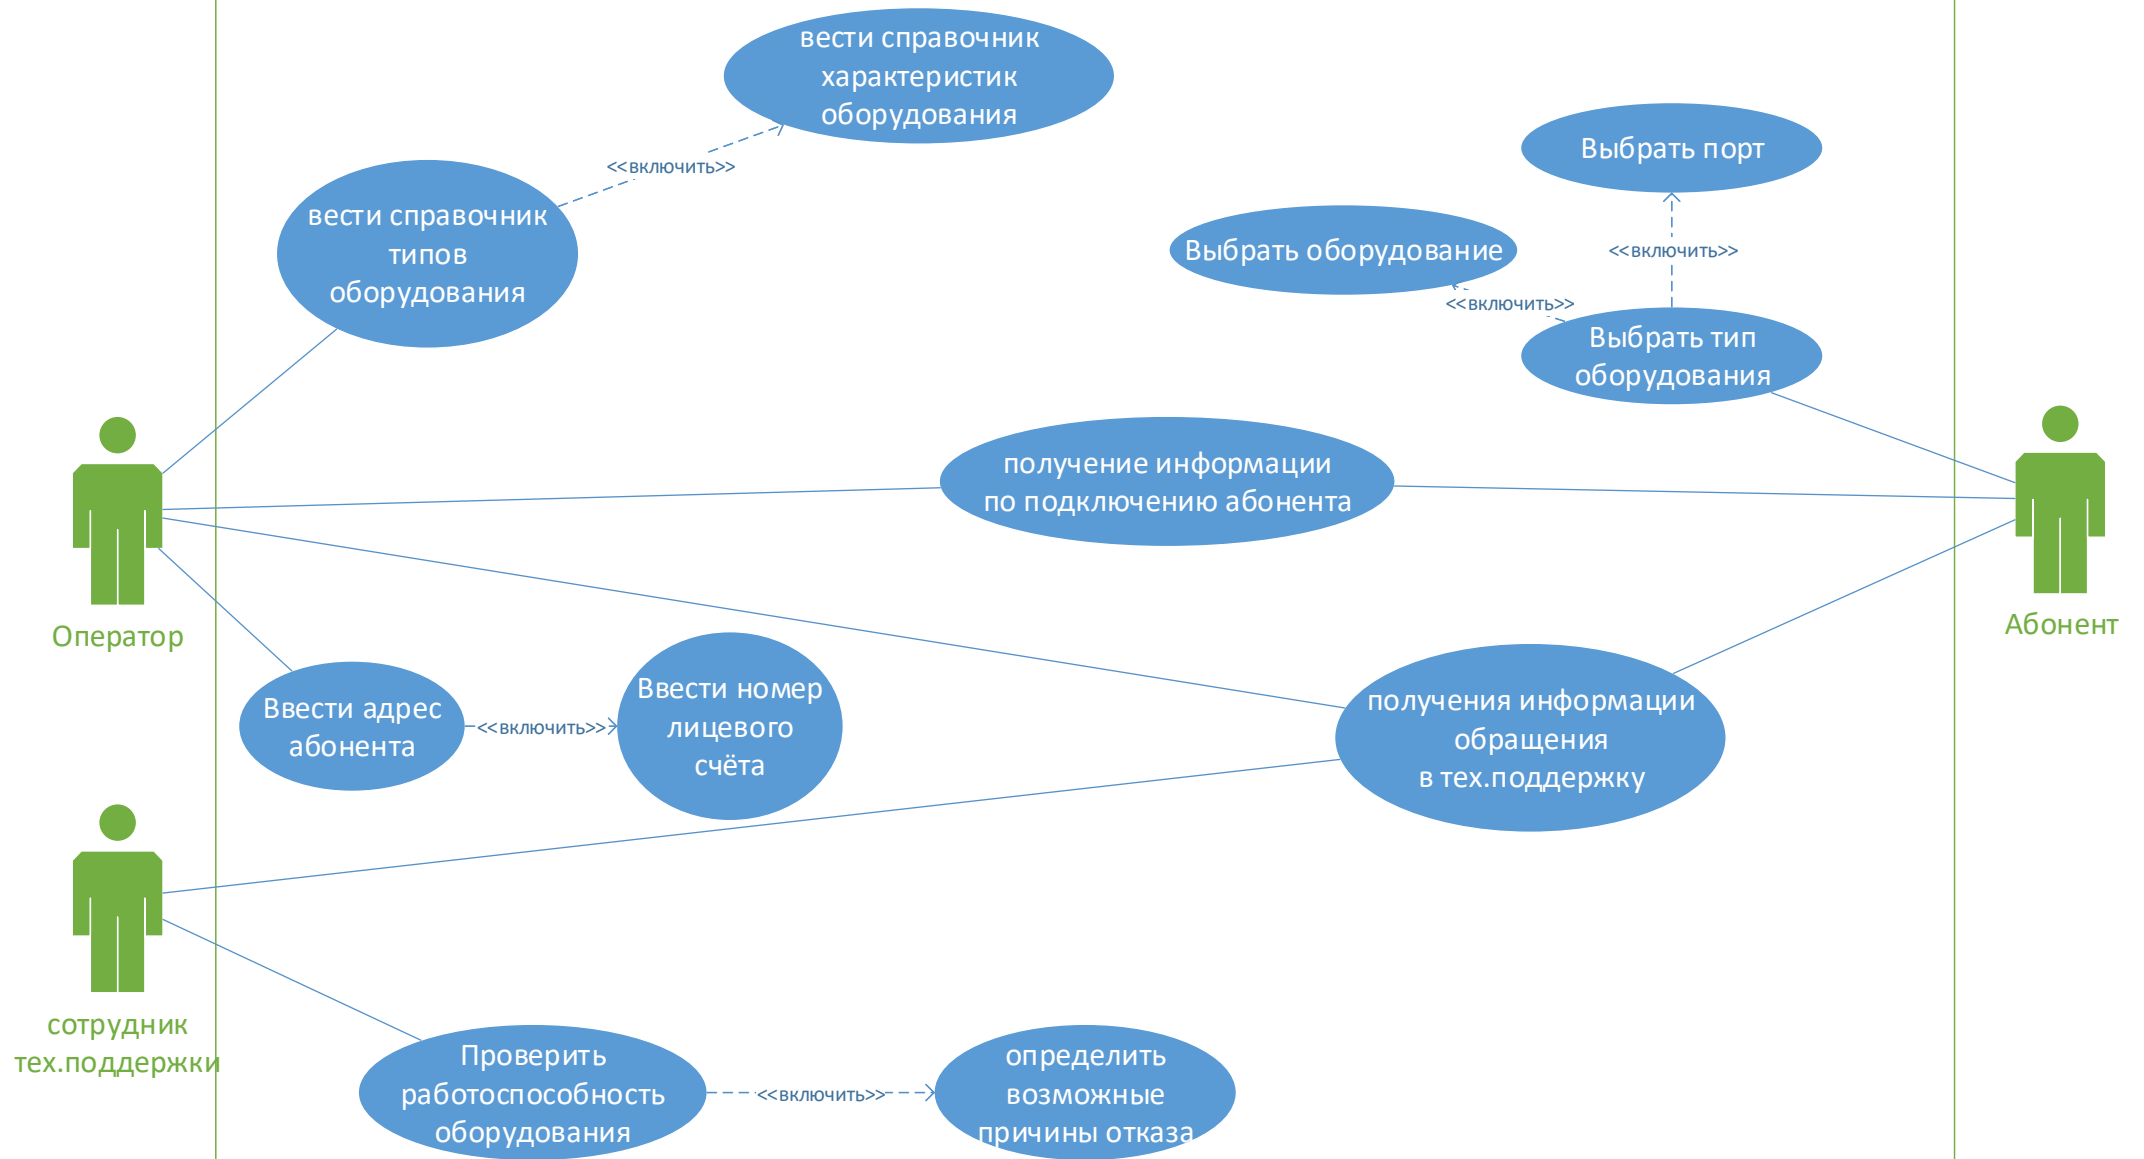 вести справочник
характеристик
оборудования
<<включить>>
вести справочник
типов
оборудования
Выбрать порт
<<включить>>
Выбрать оборудование
<<включить>>
Выбрать тип
оборудования
получение информации
по подключению абонента
Оператор
Абонент
Ввести адрес
абонента
<<включить>>
Ввести номер
лицевого
счёта
получения информации
обращения
в тех.поддержку
сотрудник
тех.поддержки
Проверить
работоспособность
оборудования
<<включить>>
определить
возможные
причины отказа